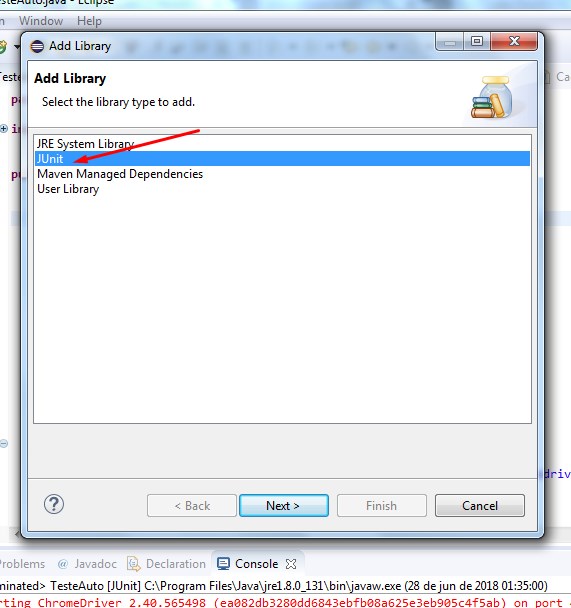 TesteAuto.java - Eclipse
Window Help
Add Library
Add Library
Select the library type to add.
JRE System Library
JUnit
Maven Managed Dependencies
User Library
?
< Back Next > Finish Cancel
driv
Problems @ Javadoc Declaration Console
minated> TesteAuto [JUnit] C:\Program Files\Java\jre1.8.0_131\bin\javaw.exe (28 de jun de 2018 01:35:00)
rting ChromeDriver 2.40.565498 (ea082db3280dd6843ebfb08a625e3eb905c4f5ab) on port